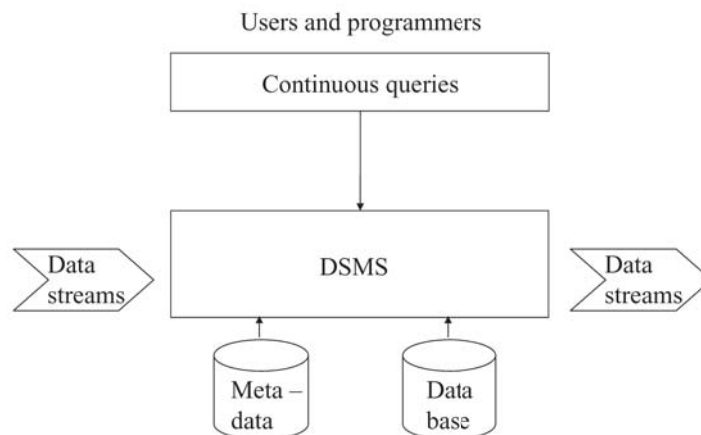 Users and programmers
Continuous queries
Data
streams
DSMS
Data
streams
Meta –
data
Data
base